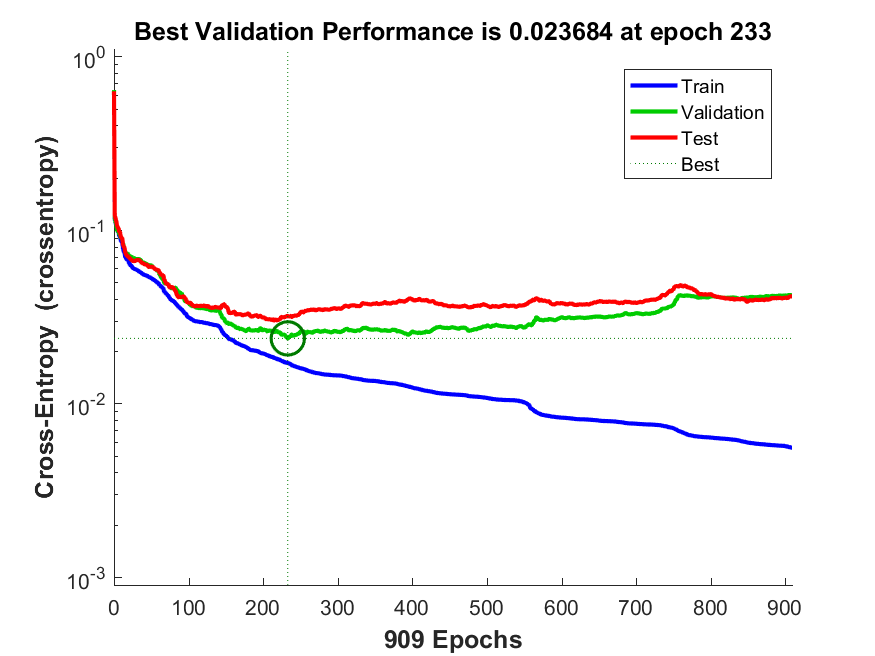 Best Validation Performance is 0.023684 at epoch 233
Cross-Entropy (crossentropy)
10^0
10^-1
10^-2
10^-3
Train
Validation
Test
Best
0 100 200 300 400 500 600 700 800 900
909 Epochs